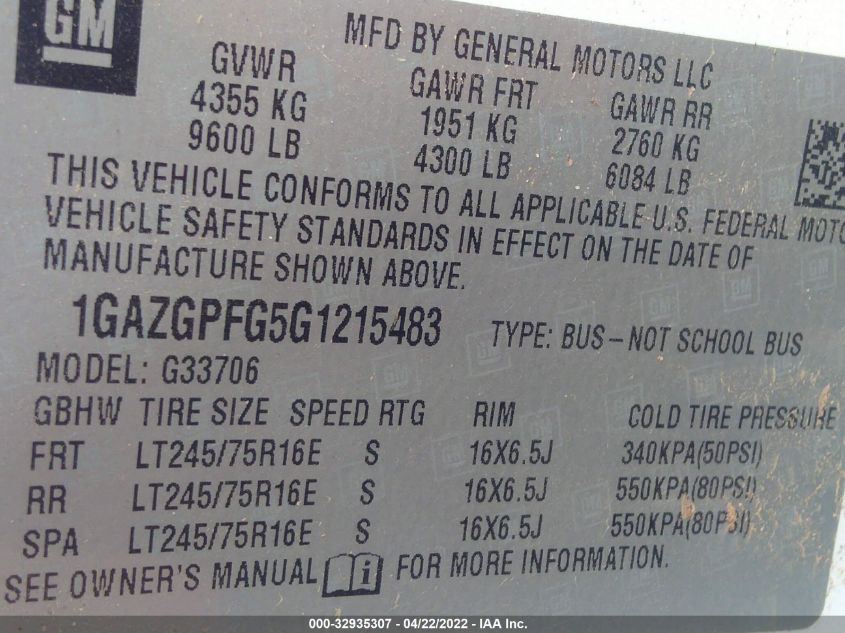 GM
MFD BY GENERAL MOTORS LLC
GVWR GAWR FRT GAWR RR
4355 KG 1951 KG 2760 KG
9600 LB 4300 LB 6084 LB
THIS VEHICLE CONFORMS TO ALL APPLICABLE U.S. FEDERAL MOTO
VEHICLE SAFETY STANDARDS IN EFFECT ON THE DATE OF
MANUFACTURE SHOWN ABOVE.
1GAZGPFG5G1215483 TYPE: BUS-NOT SCHOOL BUS
MODEL: G33706
GBHW TIRE SIZE SPEED RTG RIM COLD TIRE PRESSURE
FRT LT245/75R16E S 16X6.5J 340KPA(50PSI)
RR LT245/75R16E S 16X6.5J 550KPA(80PSI)
SPA LT245/75R16E S 16X6.5J 550KPA(80PSI)
SEE OWNER'S MANUAL i FOR MORE INFORMATION.
000-32935307 - 04/22/2022 - IAA Inc.